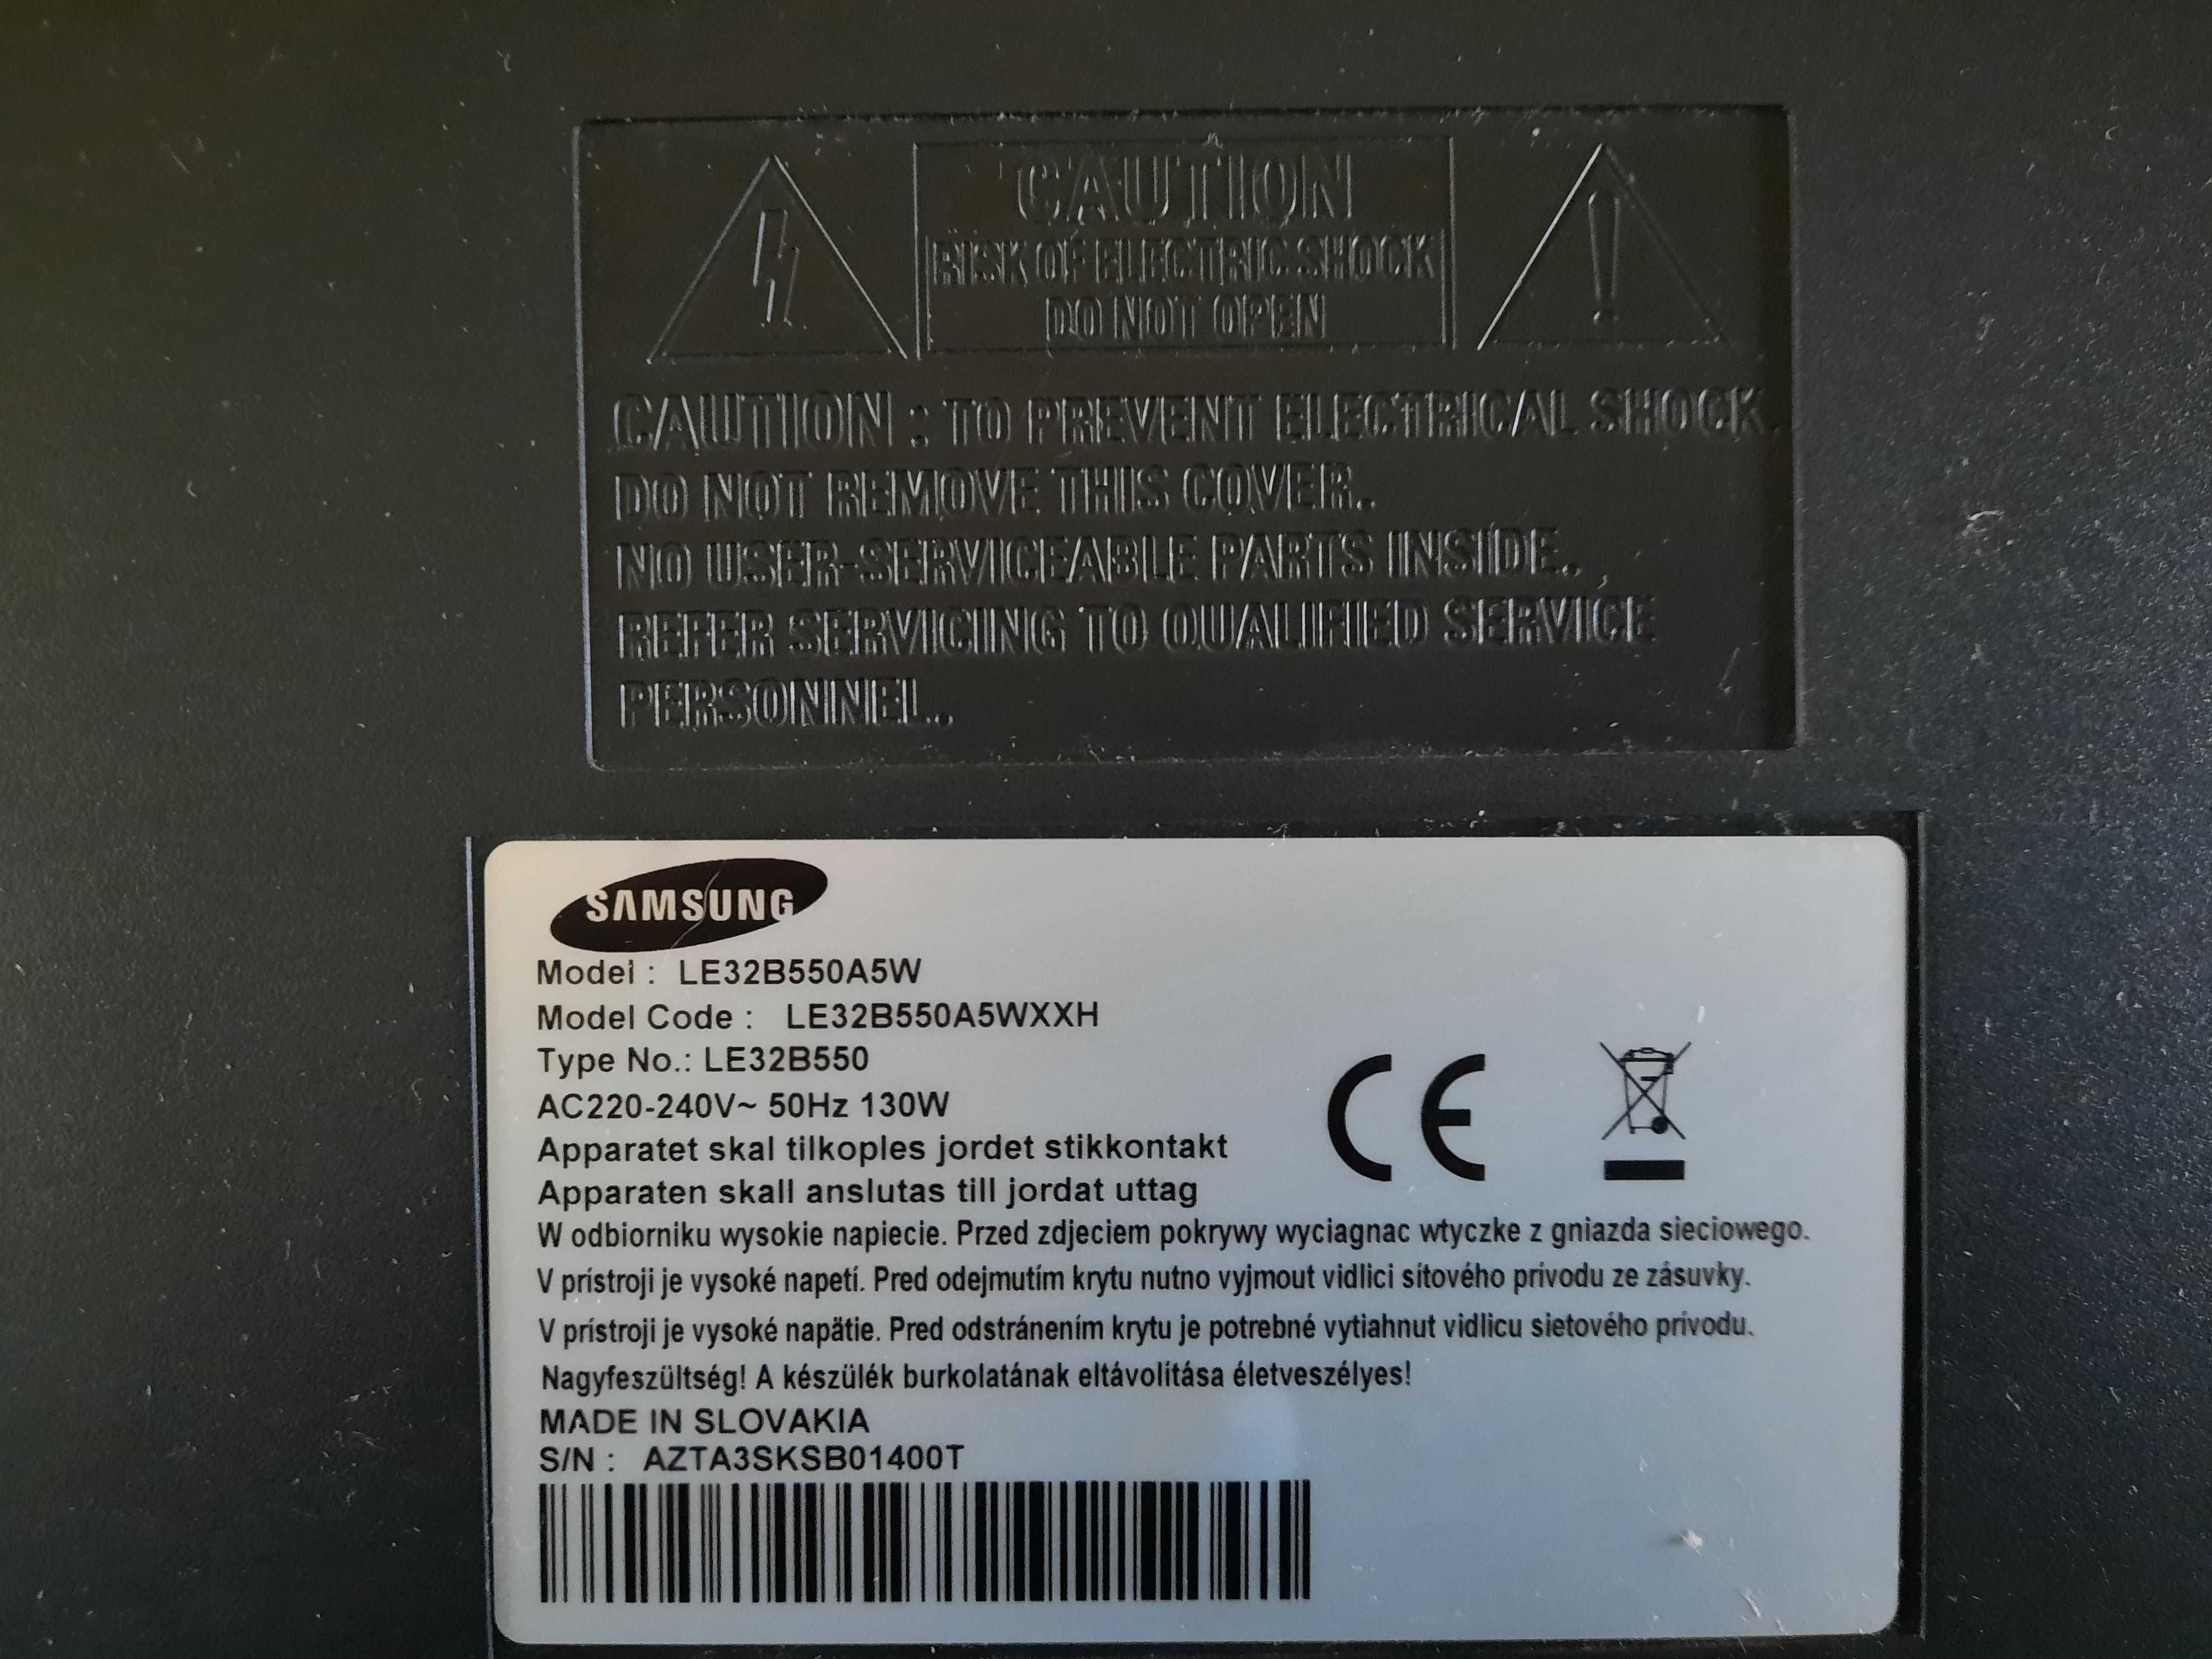 CAUTION
RISK OF ELECTRIC SHOCK
DO NOT OPEN
CAUTION : TO PREVENT ELECTRICAL SHOCK.
DO NOT REMOVE THIS COVER.
NO USER-SERVICEABLE PARTS INSIDE.
REFER SERVICING TO QUALIFIED SERVICE
PERSONNEL.
SAMSUNG
Model : LE32B550A5W
Model Code : LE32B550A5WXXH
Type No.: LE32B550
AC220-240V~ 50Hz 130W
Apparatet skal tilkoples jordet stikkontakt
Apparaten skall anslutas till jordat uttag
W odbiorniku wysokie napiecie. Przed zdjeciem pokrywy wyciagnac wtyczke z gniazda sieciowego.
V prístroji je vysoké napetí. Pred odejmutím krytu nutno vyjmout vidlici sítového prívodu ze zásuvky.
V prístroji je vysoké napätie. Pred odstránením krytu je potrebné vytiahnut vidlicu sietového prívodu.
Nagyfeszültség! A készülék burkolatának eltávolítása életveszélyes!
MADE IN SLOVAKIA
S/N : AZTA3SKSB01400T
CE